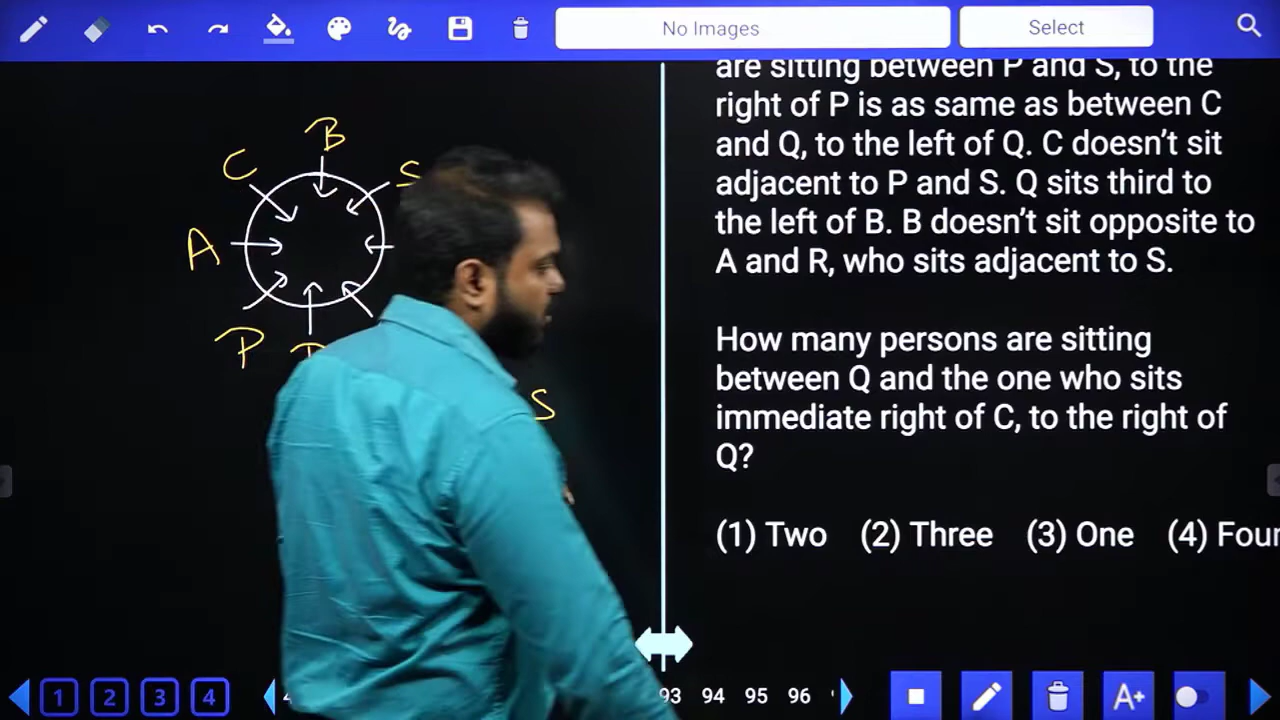 No Images
Select
are sitting between P and S, to the
right of P is as same as between C
and Q, to the left of Q. C doesn’t sit
adjacent to P and S. Q sits third to
the left of B. B doesn’t sit opposite to
A and R, who sits adjacent to S.
How many persons are sitting
between Q and the one who sits
immediate right of C, to the right of
Q?
(1) Two (2) Three (3) One (4) Four
B
C
S
A
P
S
1 2 3 4
93 94 95 96
A+